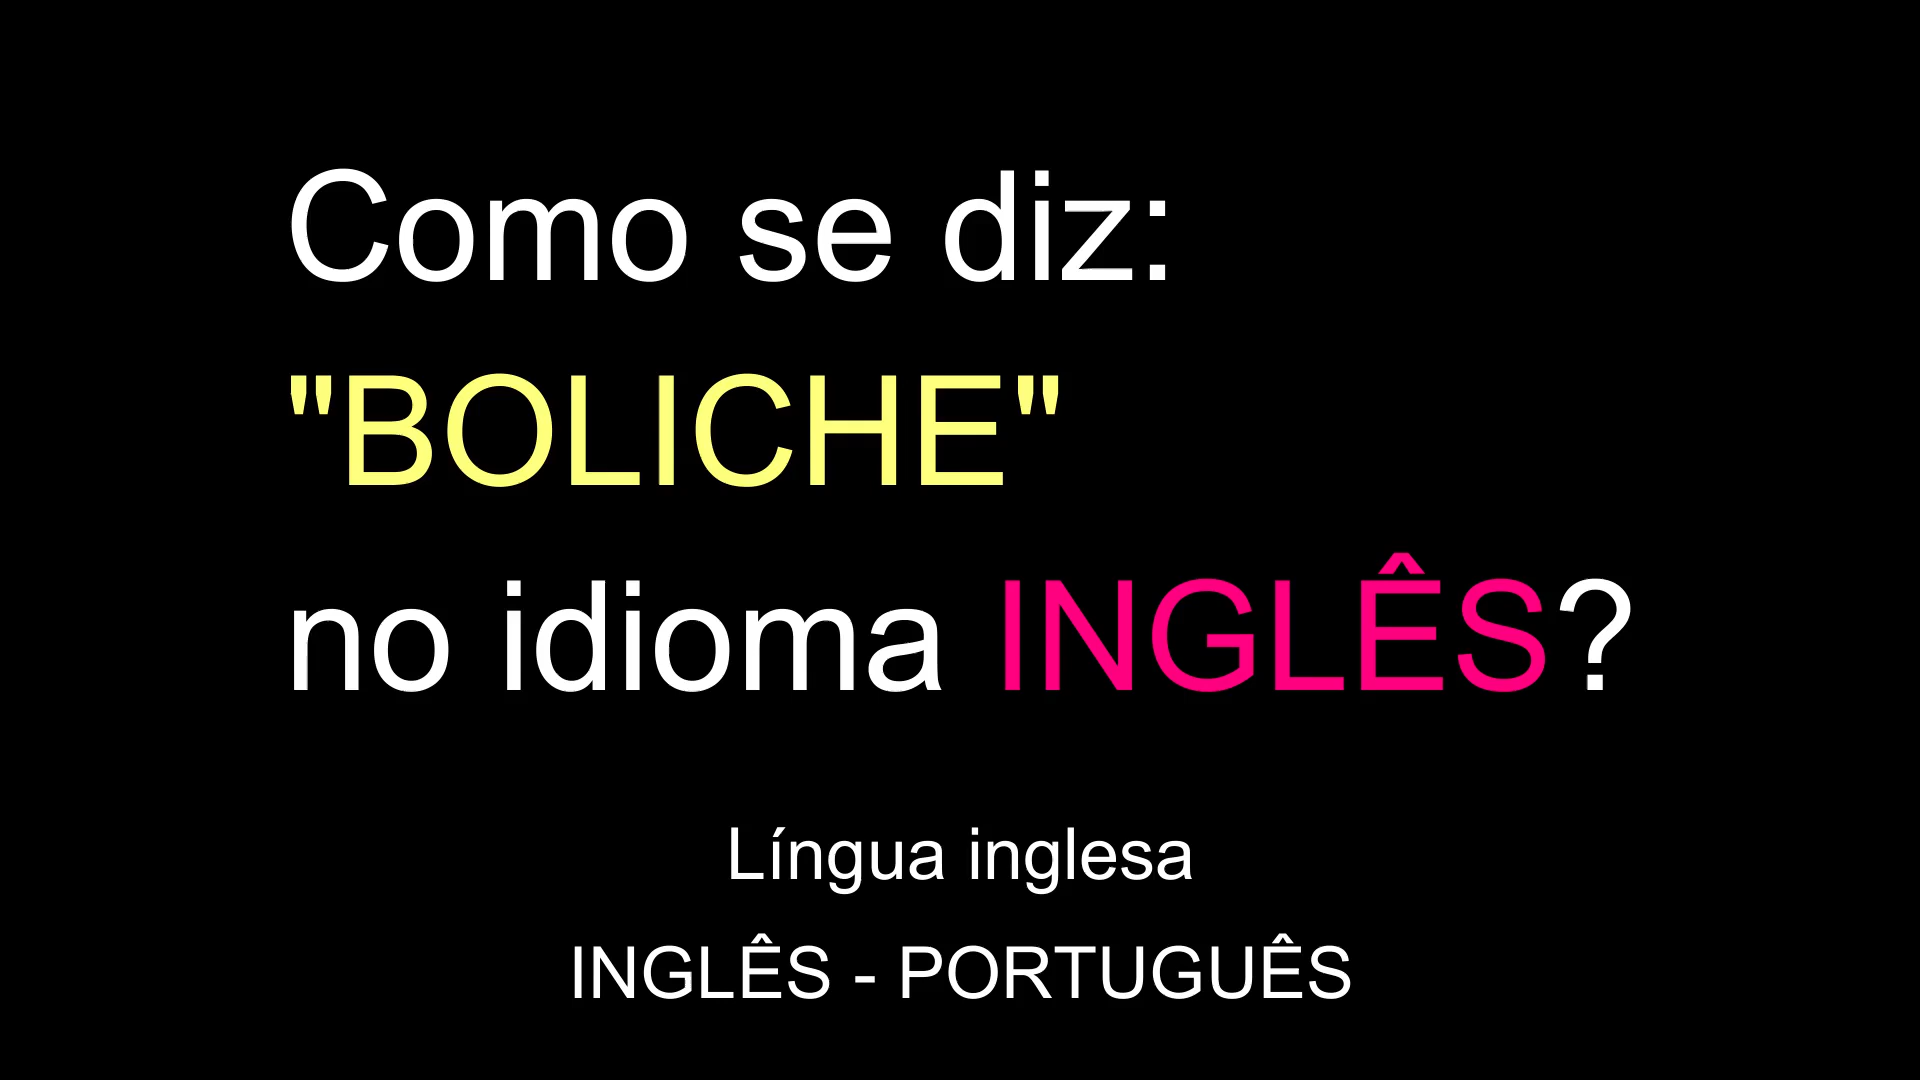 Como se diz:
"BOLICHE"
no idioma INGLÊS?
Língua inglesa
INGLÊS - PORTUGUÊS